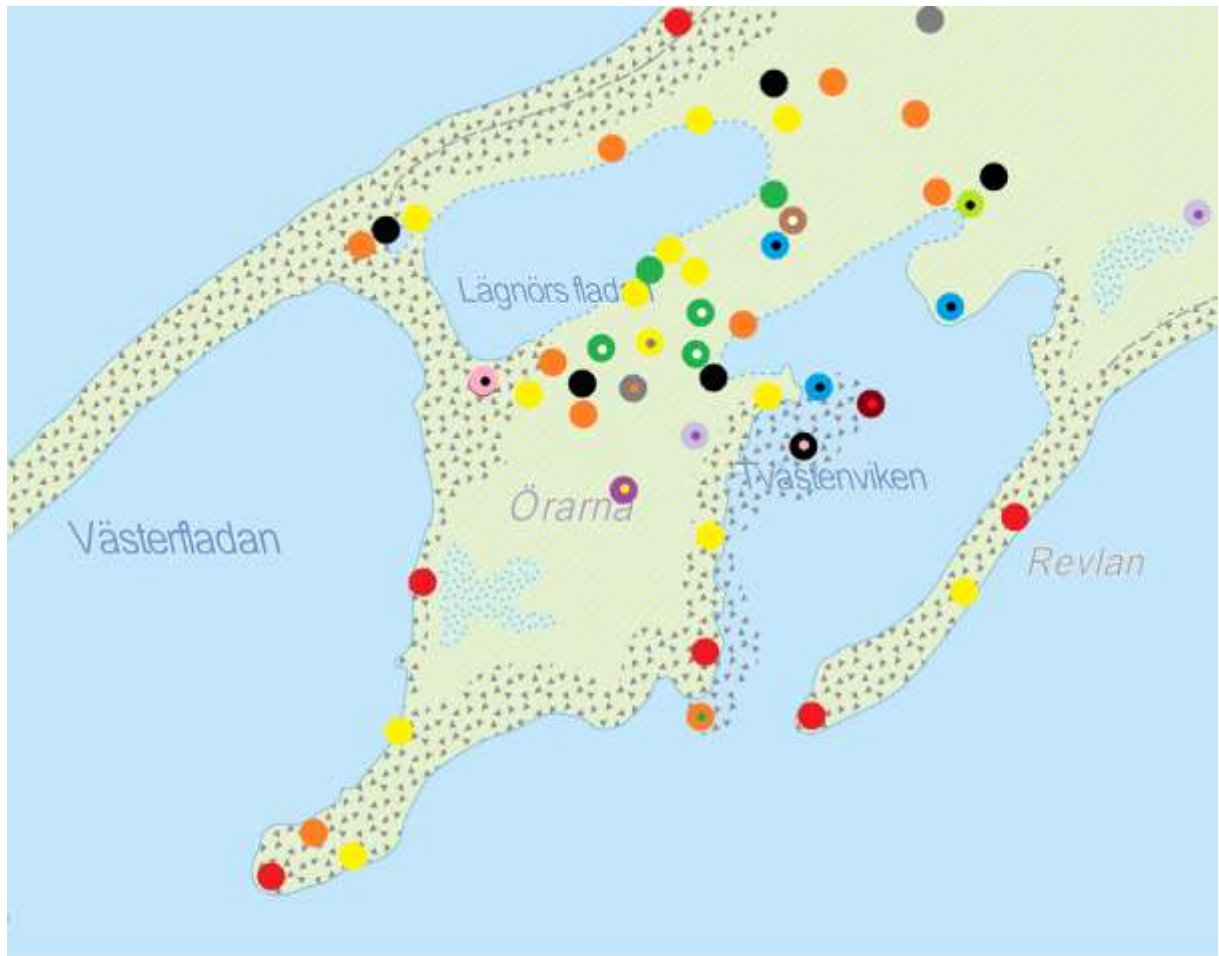 Lägnörs fladan
Tvästenviken
Örarna
Västerfladan
Revlan